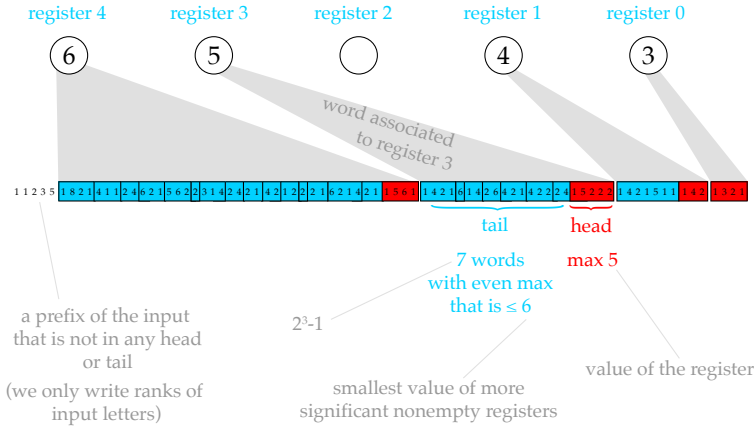 register 4
register 3
register 2
register 1
register 0
6
5
4
3
word associated
to register 3
1 1 2 3 5 1 8 2 1 4 1 1 2 4 6 2 1 5 6 2 2 3 1 4 2 4 2 1 4 2 1 2 2 2 1 6 2 1 4 2 1 1 5 6 1 1 4 2 1 6 1 4 2 6 4 2 1 4 2 2 2 4 1 5 2 2 2 1 4 2 1 5 1 1 1 4 2 1 3 2 1
tail
head
7 words
with even max
that is ≤ 6
max 5
a prefix of the input
that is not in any head
or tail
(we only write ranks of
input letters)
2³-1
smallest value of more
significant nonempty registers
value of the register